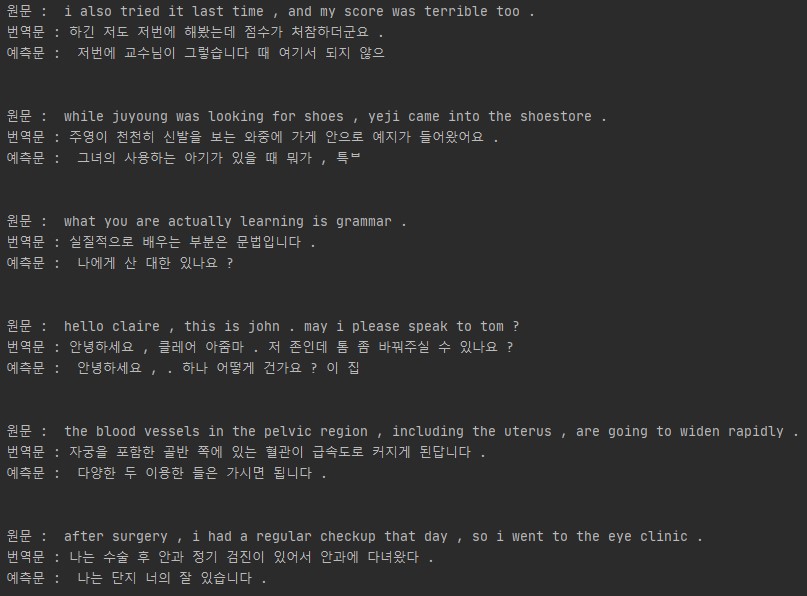 원문 :  i also tried it last time , and my score was terrible too .
번역문 : 하긴 저도 저번에 해봤는데 점수가 처참하더군요 .
예측문 :  저번에 교수님이 그렇습니다 때 여기서 되지 않으
원문 :  while juyoung was looking for shoes , yeji came into the shoestore .
번역문 : 주영이 천천히 신발을 보는 와중에 가게 안으로 예지가 들어왔어요 .
예측문 :  그녀의 사용하는 아기가 있을 때 뭐가 , 특ᄇ
원문 :  what you are actually learning is grammar .
번역문 : 실질적으로 배우는 부분은 문법입니다 .
예측문 :  나에게 산 대한 있나요 ?
원문 :  hello claire , this is john . may i please speak to tom ?
번역문 : 안녕하세요 , 클레어 아줌마 . 저 존인데 톰 좀 바꿔주실 수 있나요 ?
예측문 :  안녕하세요 , . 하나 어떻게 건가요 ? 이 집
원문 :  the blood vessels in the pelvic region , including the uterus , are going to widen rapidly .
번역문 : 자궁을 포함한 골반 쪽에 있는 혈관이 급속도로 커지게 된답니다 .
예측문 :  다양한 두 이용한 들은 가시면 됩니다 .
원문 :  after surgery , i had a regular checkup that day , so i went to the eye clinic .
번역문 : 나는 수술 후 안과 정기 검진이 있어서 안과에 다녀왔다 .
예측문 :  나는 단지 너의 잘 있습니다 .